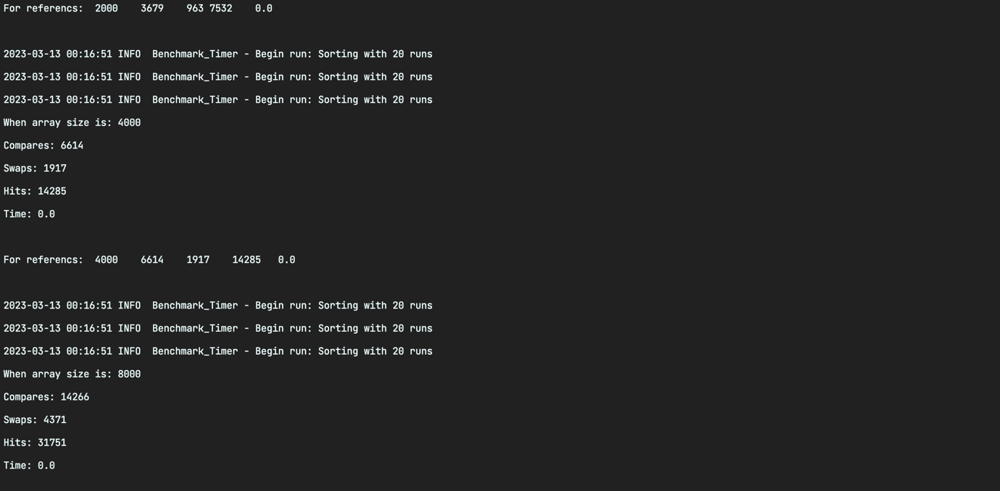 For referencs:  2000    3679    963 7532    0.0
2023-03-13 00:16:51 INFO  Benchmark_Timer - Begin run: Sorting with 20 runs
2023-03-13 00:16:51 INFO  Benchmark_Timer - Begin run: Sorting with 20 runs
2023-03-13 00:16:51 INFO  Benchmark_Timer - Begin run: Sorting with 20 runs
When array size is: 4000
Compares: 6614
Swaps: 1917
Hits: 14285
Time: 0.0
For referencs:  4000    6614    1917    14285   0.0
2023-03-13 00:16:51 INFO  Benchmark_Timer - Begin run: Sorting with 20 runs
2023-03-13 00:16:51 INFO  Benchmark_Timer - Begin run: Sorting with 20 runs
2023-03-13 00:16:51 INFO  Benchmark_Timer - Begin run: Sorting with 20 runs
When array size is: 8000
Compares: 14266
Swaps: 4371
Hits: 31751
Time: 0.0